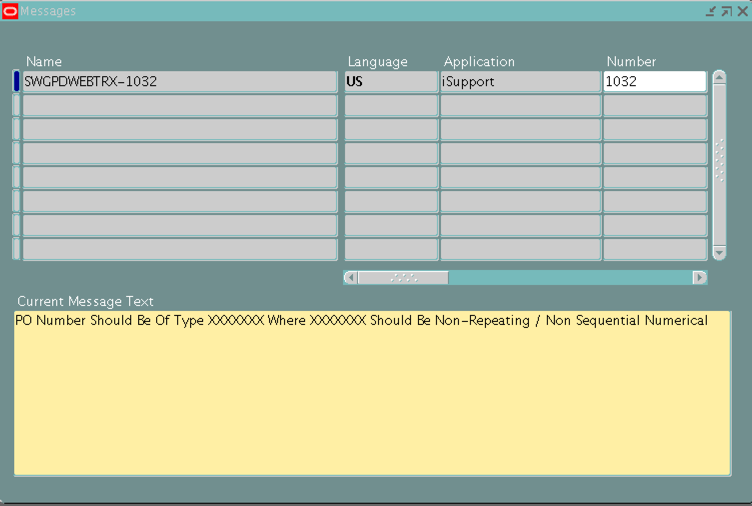 Messages
Name Language Application Number
SWGPDWEBTRX-1032 US iSupport 1032
Current Message Text
PO Number Should Be Of Type XXXXXXX Where XXXXXXX Should Be Non-Repeating / Non Sequential Numerical